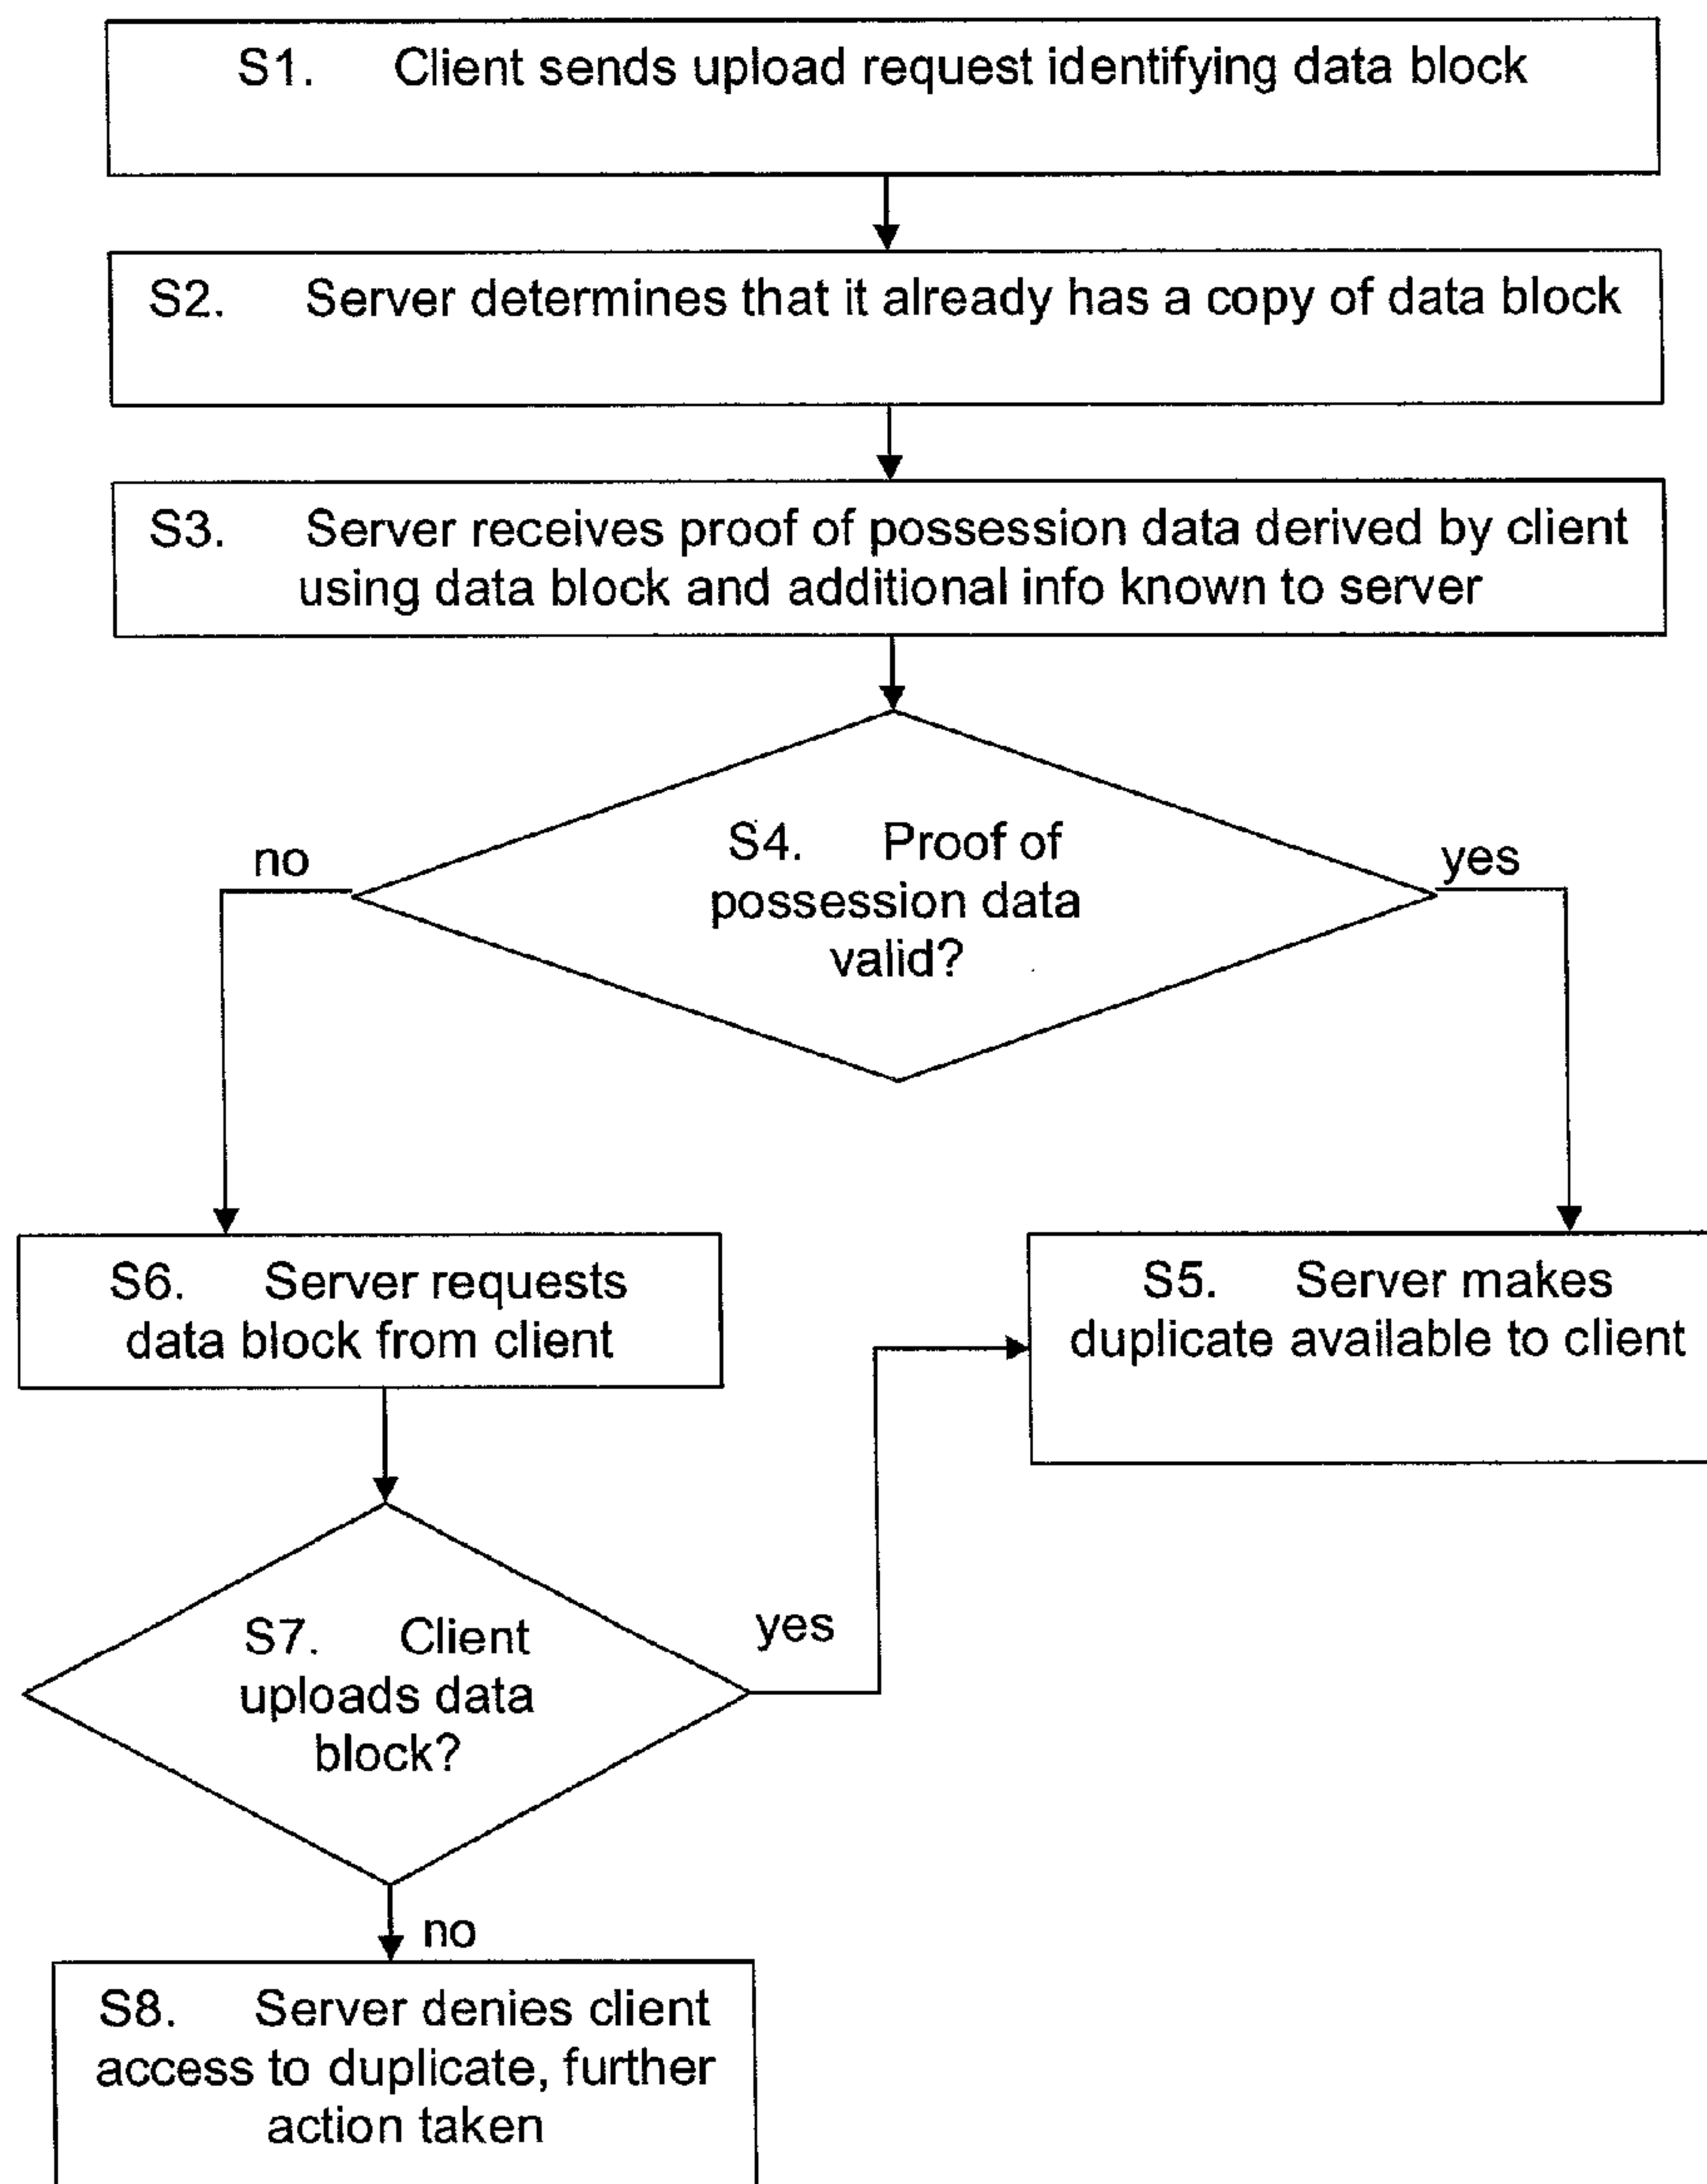 S1. Client sends upload request identifying data block
S2. Server determines that it already has a copy of data block
S3. Server receives proof of possession data derived by client
using data block and additional info known to server
S4. Proof of
possession data
valid?
no
yes
S6. Server requests
data block from client
S5. Server makes
duplicate available to client
S7. Client
uploads data
block?
yes
no
S8. Server denies client
access to duplicate, further
action taken